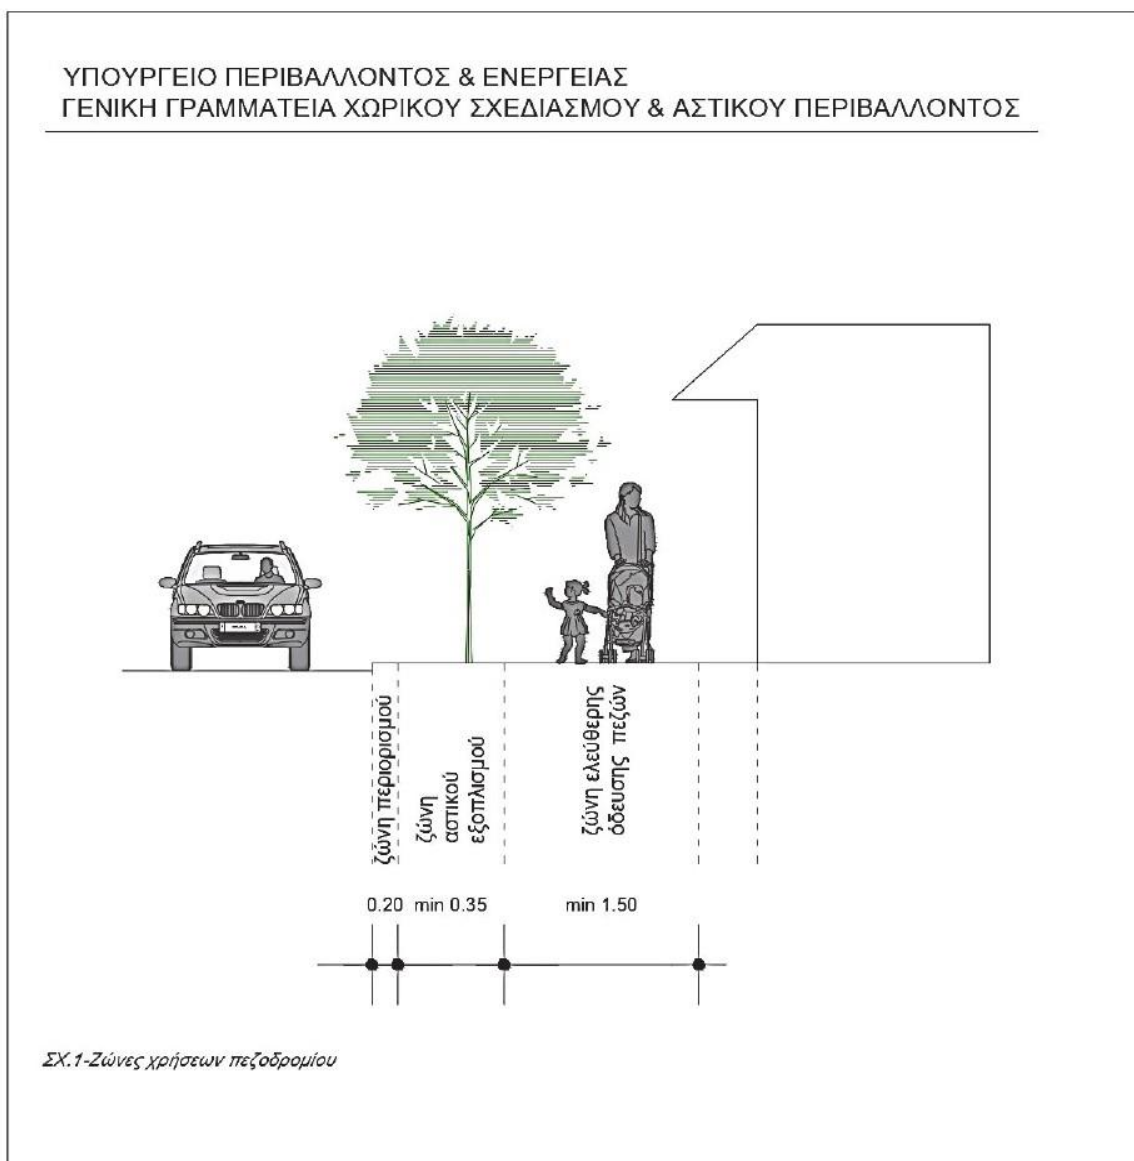 ΥΠΟΥΡΓΕΙΟ ΠΕΡΙΒΑΛΛΟΝΤΟΣ & ΕΝΕΡΓΕΙΑΣ
ΓΕΝΙΚΗ ΓΡΑΜΜΑΤΕΙΑ ΧΩΡΙΚΟΥ ΣΧΕΔΙΑΣΜΟΥ & ΑΣΤΙΚΟΥ ΠΕΡΙΒΑΛΛΟΝΤΟΣ
ζώνη περιορισμού
ζώνη
αστικού
εξοπλισμού
ζώνη ελεύθερης
όδευσης πεζών
0.20 min 0.35 min 1.50
ΣΧ.1-Ζώνες χρήσεων πεζοδρομίου